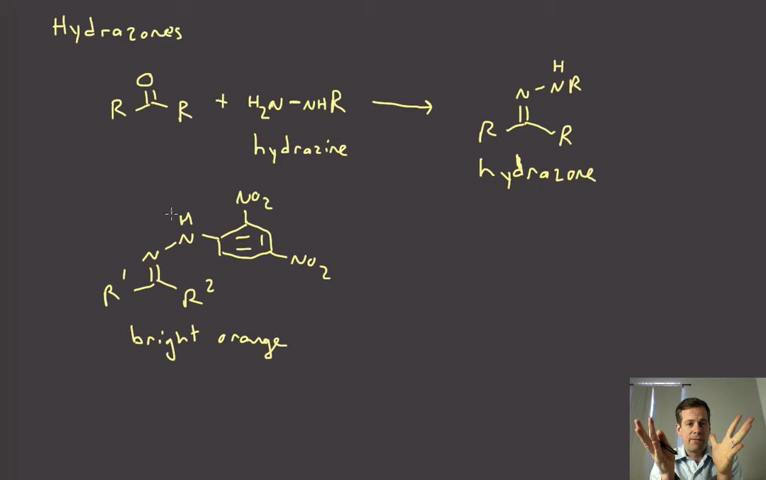 Hydrazones
O
R R + H₂N-NHR → R R N-NR H
hydrazine
hydrazone
NO₂
H
N
N
NO₂
R¹ R²
bright orange